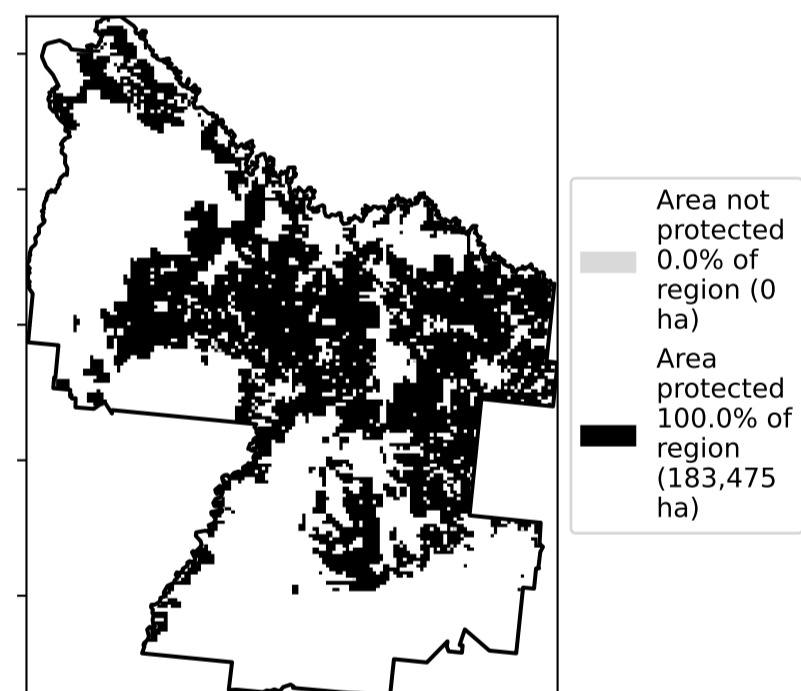 Area not
protected
0.0% of
region (0
ha)
Area
protected
100.0% of
region
(183,475
ha)